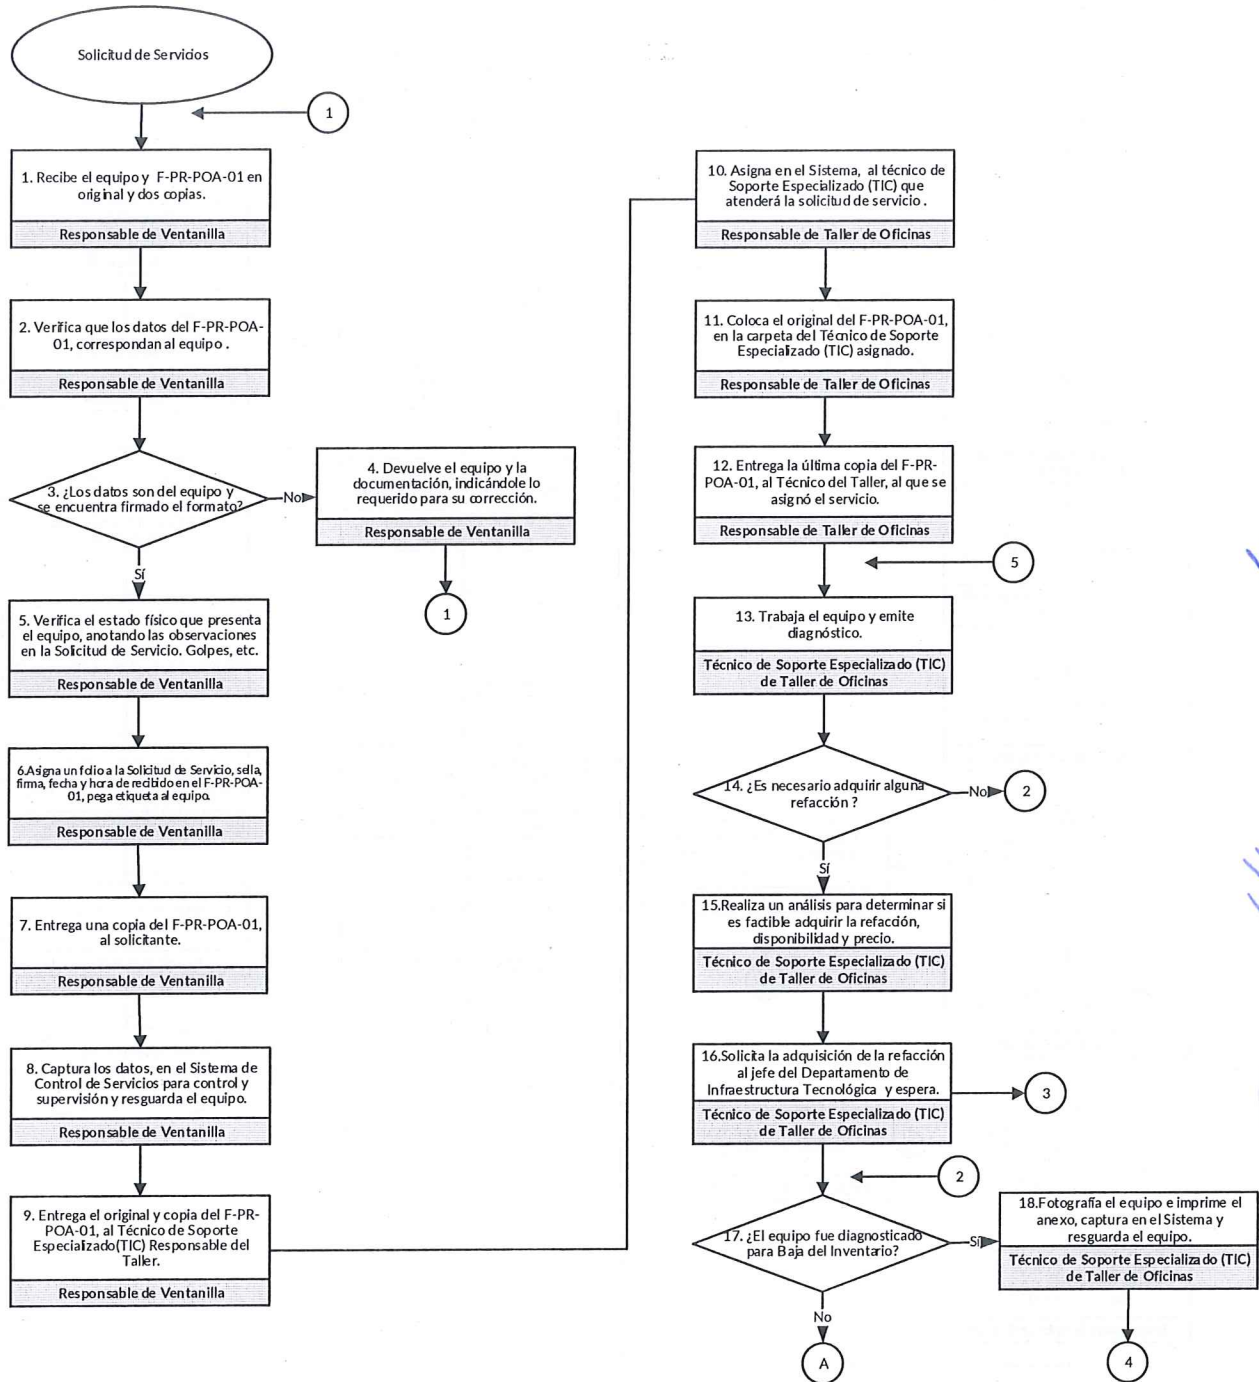 Solicitud de Servicios
1
1. Recibe el equipo y F-PR-POA-01 en
original y dos copias.
Responsable de Ventanilla
2. Verifica que los datos del F-PR-POA-
01, correspondan al equipo .
Responsable de Ventanilla
3. ¿Los datos son del equipo y
se encuentra firmado el formato?
No
4. Devuelve el equipo y la
documentación, indicándole lo
requerido para su corrección.
Responsable de Ventanilla
1
Sí
5. Verifica el estado físico que presenta
el equipo, anotando las observaciones
en la Solicitud de Servicio. Golpes, etc.
Responsable de Ventanilla
6.Asigna un folio a la Solicitud de Servicio, sella,
firma, fecha y hora de recibido en el F-PR-POA-
01, pega etiqueta al equipo.
Responsable de Ventanilla
7. Entrega una copia del F-PR-POA-01,
al solicitante.
Responsable de Ventanilla
8. Captura los datos, en el Sistema de
Control de Servicios para control y
supervisión y resguarda el equipo.
Responsable de Ventanilla
9. Entrega el original y copia del F-PR-
POA-01, al Técnico de Soporte
Especializado(TIC) Responsable del
Taller.
Responsable de Ventanilla
10. Asigna en el Sistema, al técnico de
Soporte Especializado (TIC) que
atenderá la solicitud de servicio .
Responsable de Taller de Oficinas
11. Coloca el original del F-PR-POA-01,
en la carpeta del Técnico de Soporte
Especializado (TIC) asignado.
Responsable de Taller de Oficinas
12. Entrega la última copia del F-PR-
POA-01, al Técnico del Taller, al que se
asignó el servicio.
Responsable de Taller de Oficinas
5
13. Trabaja el equipo y emite
diagnóstico.
Técnico de Soporte Especializado (TIC)
de Taller de Oficinas
14. ¿Es necesario adquirir alguna
refacción ?
No
2
Sí
15.Realiza un análisis para determinar si
es factible adquirir la refacción,
disponibilidad y precio.
Técnico de Soporte Especializado (TIC)
de Taller de Oficinas
16.Solicita la adquisición de la refacción
al jefe del Departamento de
Infraestructura Tecnológica y espera.
Técnico de Soporte Especializado (TIC)
de Taller de Oficinas
3
2
17. ¿El equipo fue diagnosticado
para Baja del Inventario?
Sí
18.Fotografía el equipo e imprime el
anexo, captura en el Sistema y
resguarda el equipo.
Técnico de Soporte Especializado (TIC)
de Taller de Oficinas
No
A
4